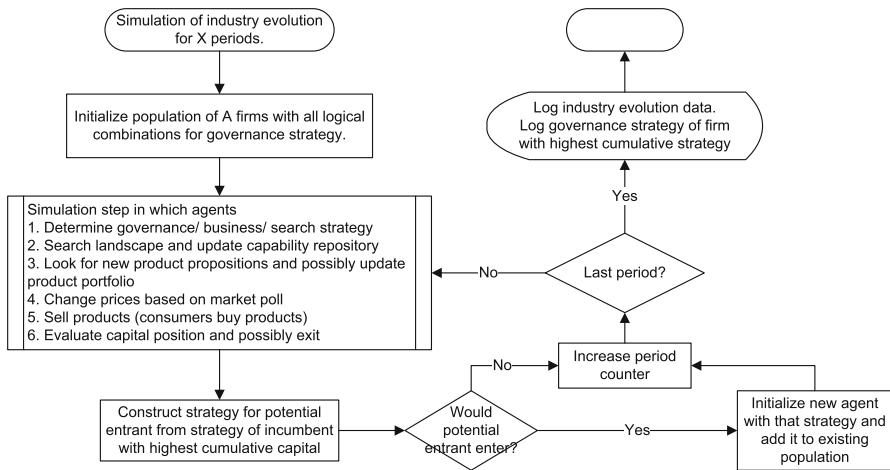 Simulation of industry evolution
for X periods.
Initialize population of A firms with all logical
combinations for governance strategy.
Simulation step in which agents
1. Determine governance/ business/ search strategy
2. Search landscape and update capability repository
3. Look for new product propositions and possibly update
product portfolio
4. Change prices based on market poll
5. Sell products (consumers buy products)
6. Evaluate capital position and possibly exit
Construct strategy for potential
entrant from strategy of incumbent
with highest cumulative capital
Would
potential
entrant enter?
No
Yes
Initialize new agent
with that strategy and
add it to existing
population
Increase period
counter
Last period?
No
Yes
Log industry evolution data.
Log governance strategy of firm
with highest cumulative strategy